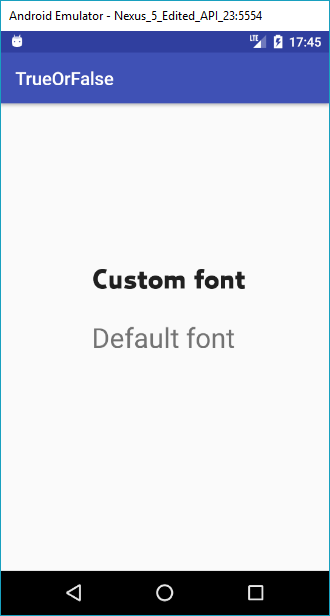 Android Emulator - Nexus_5_Edited_API_23:5554
LTE 17:45
TrueOrFalse
Custom font
Default font